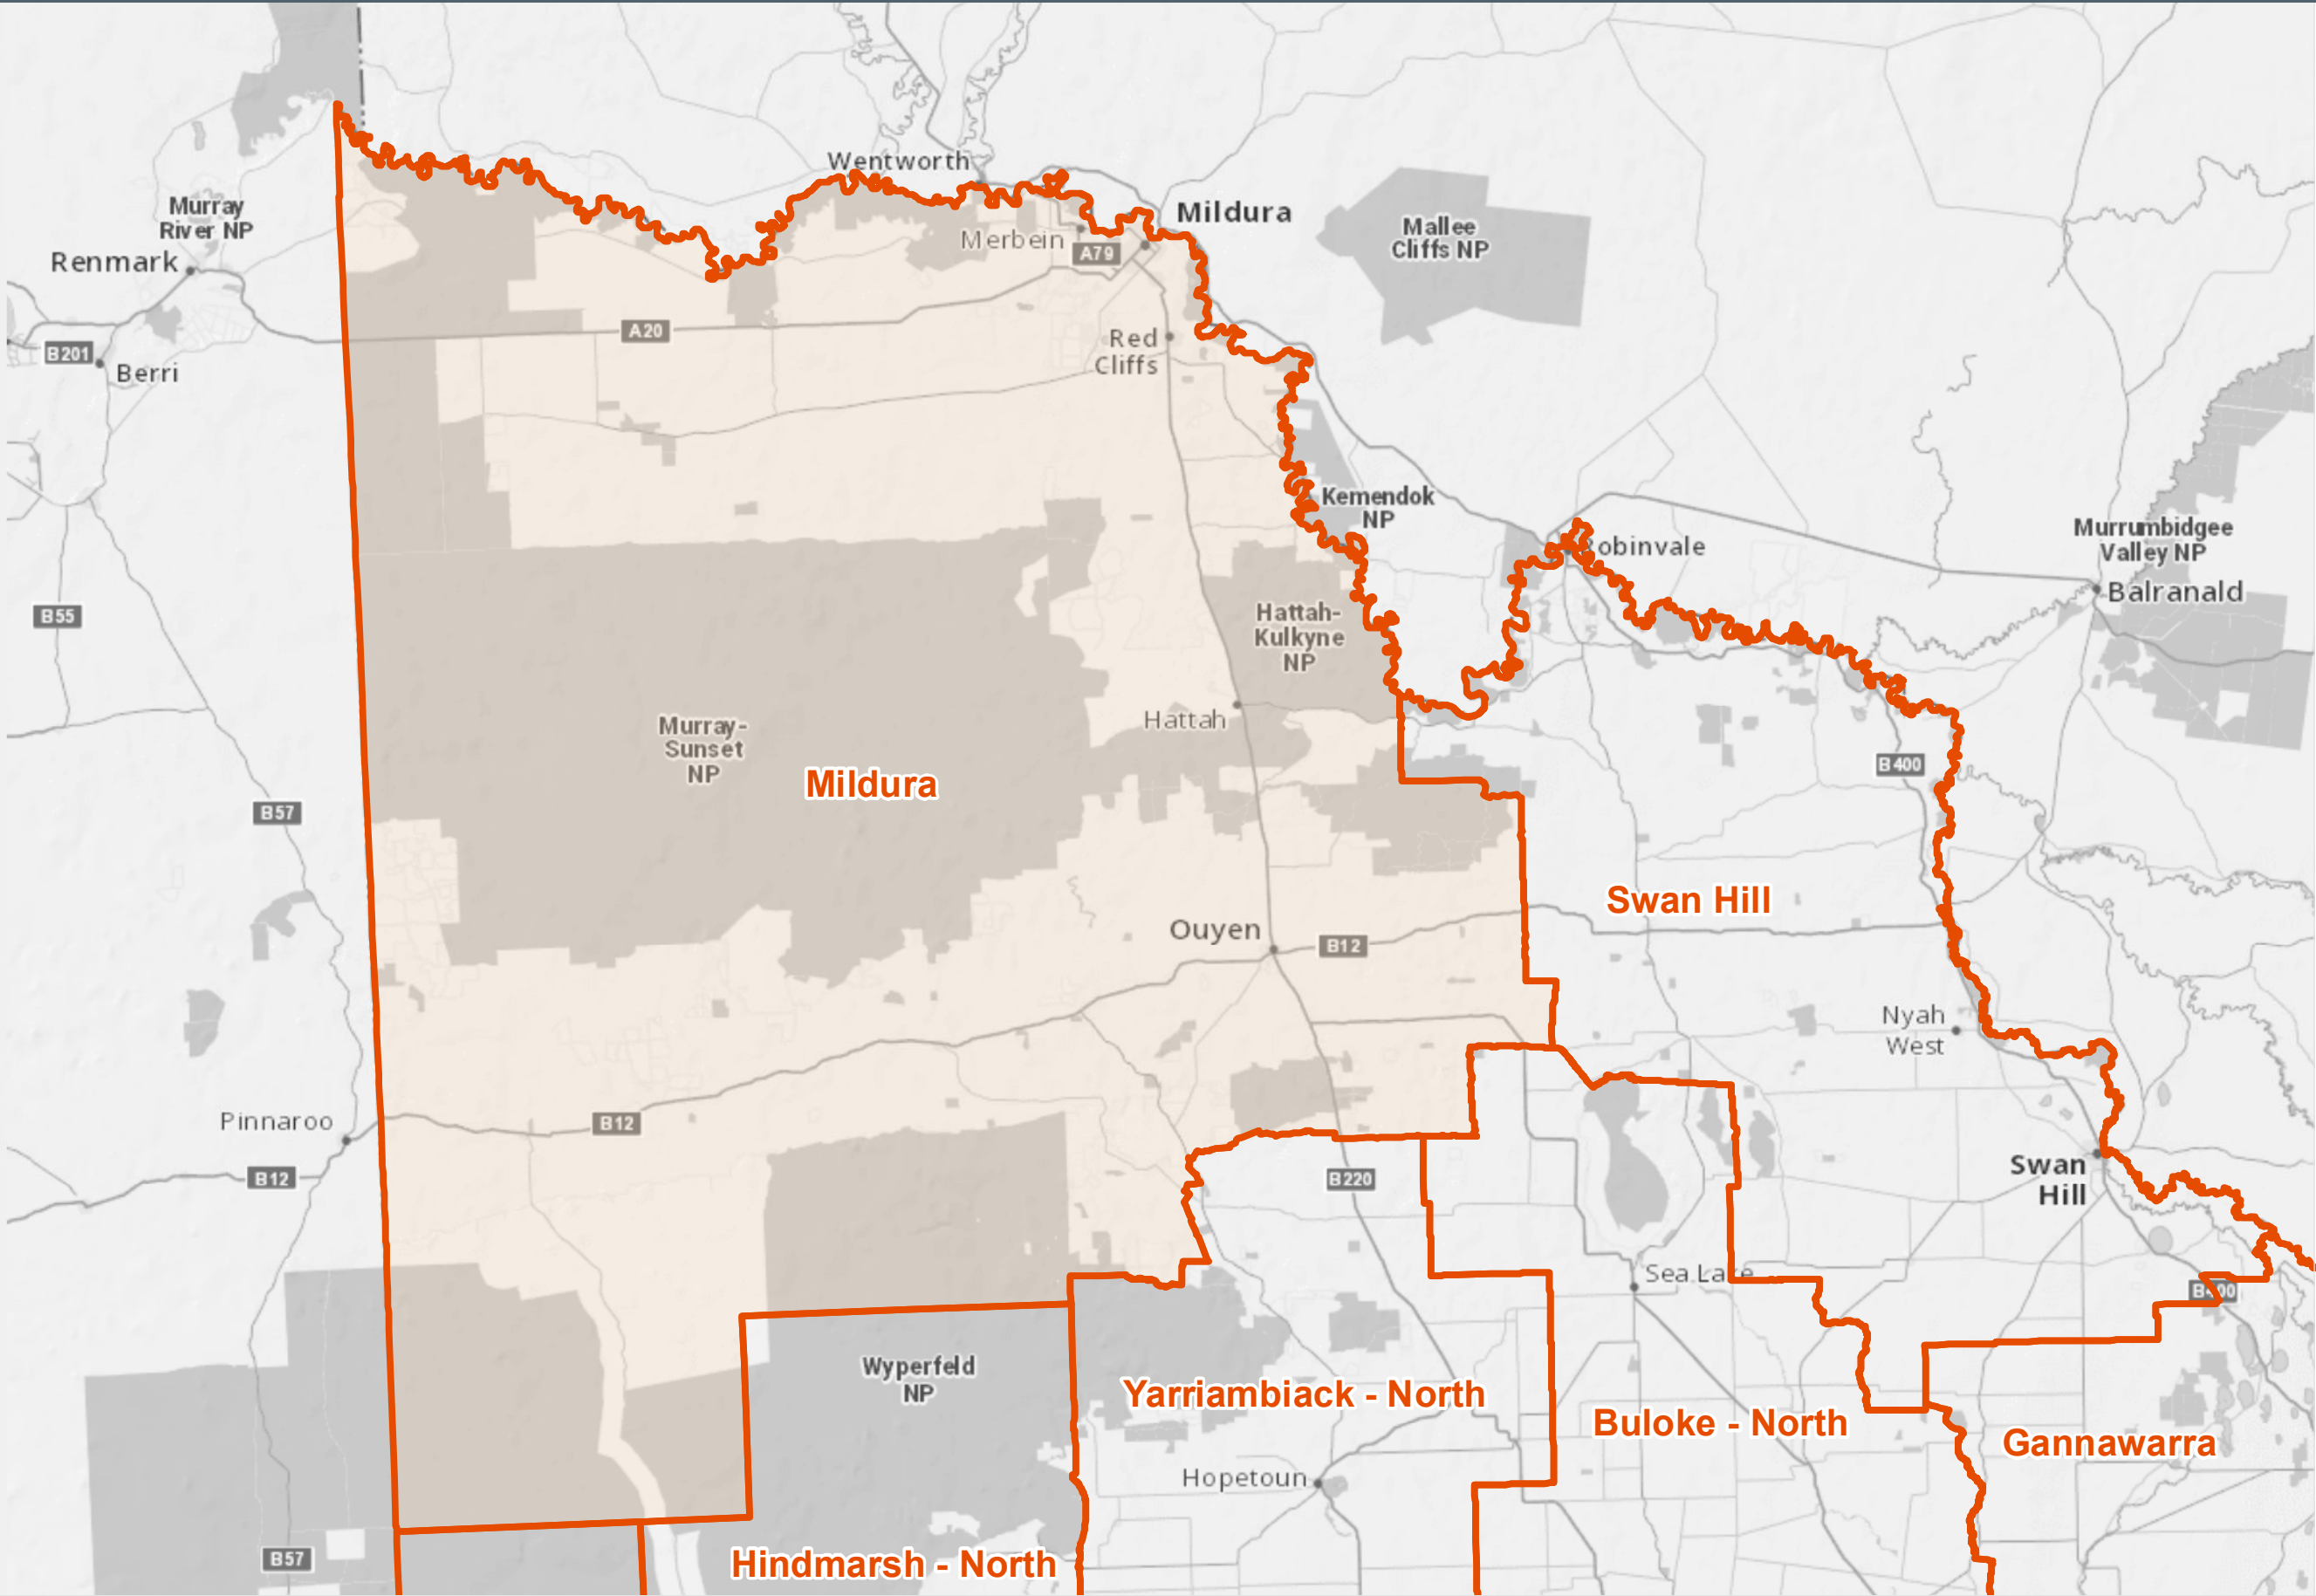 Wentworth
Mildura
Murray
River NP
Mallee
Cliffs NP
Merbein
A79
Renmark
A20
Red
Cliffs
B201
Berri
Kemendok
NP
Robinvale
Murrumbidgee
Valley NP
Balranald
B55
Hattah-
Kulkyne
NP
Hattah
Murray-
Sunset
NP
Mildura
B400
B57
Swan Hill
Ouyen
B12
Nyah
West
Pinnaroo
B12
B12
B220
Swan
Hill
Sea Lake
B400
Wyperfeld
NP
Yarriambiack - North
Buloke - North
Gannawarra
Hopetoun
B57
Hindmarsh - North